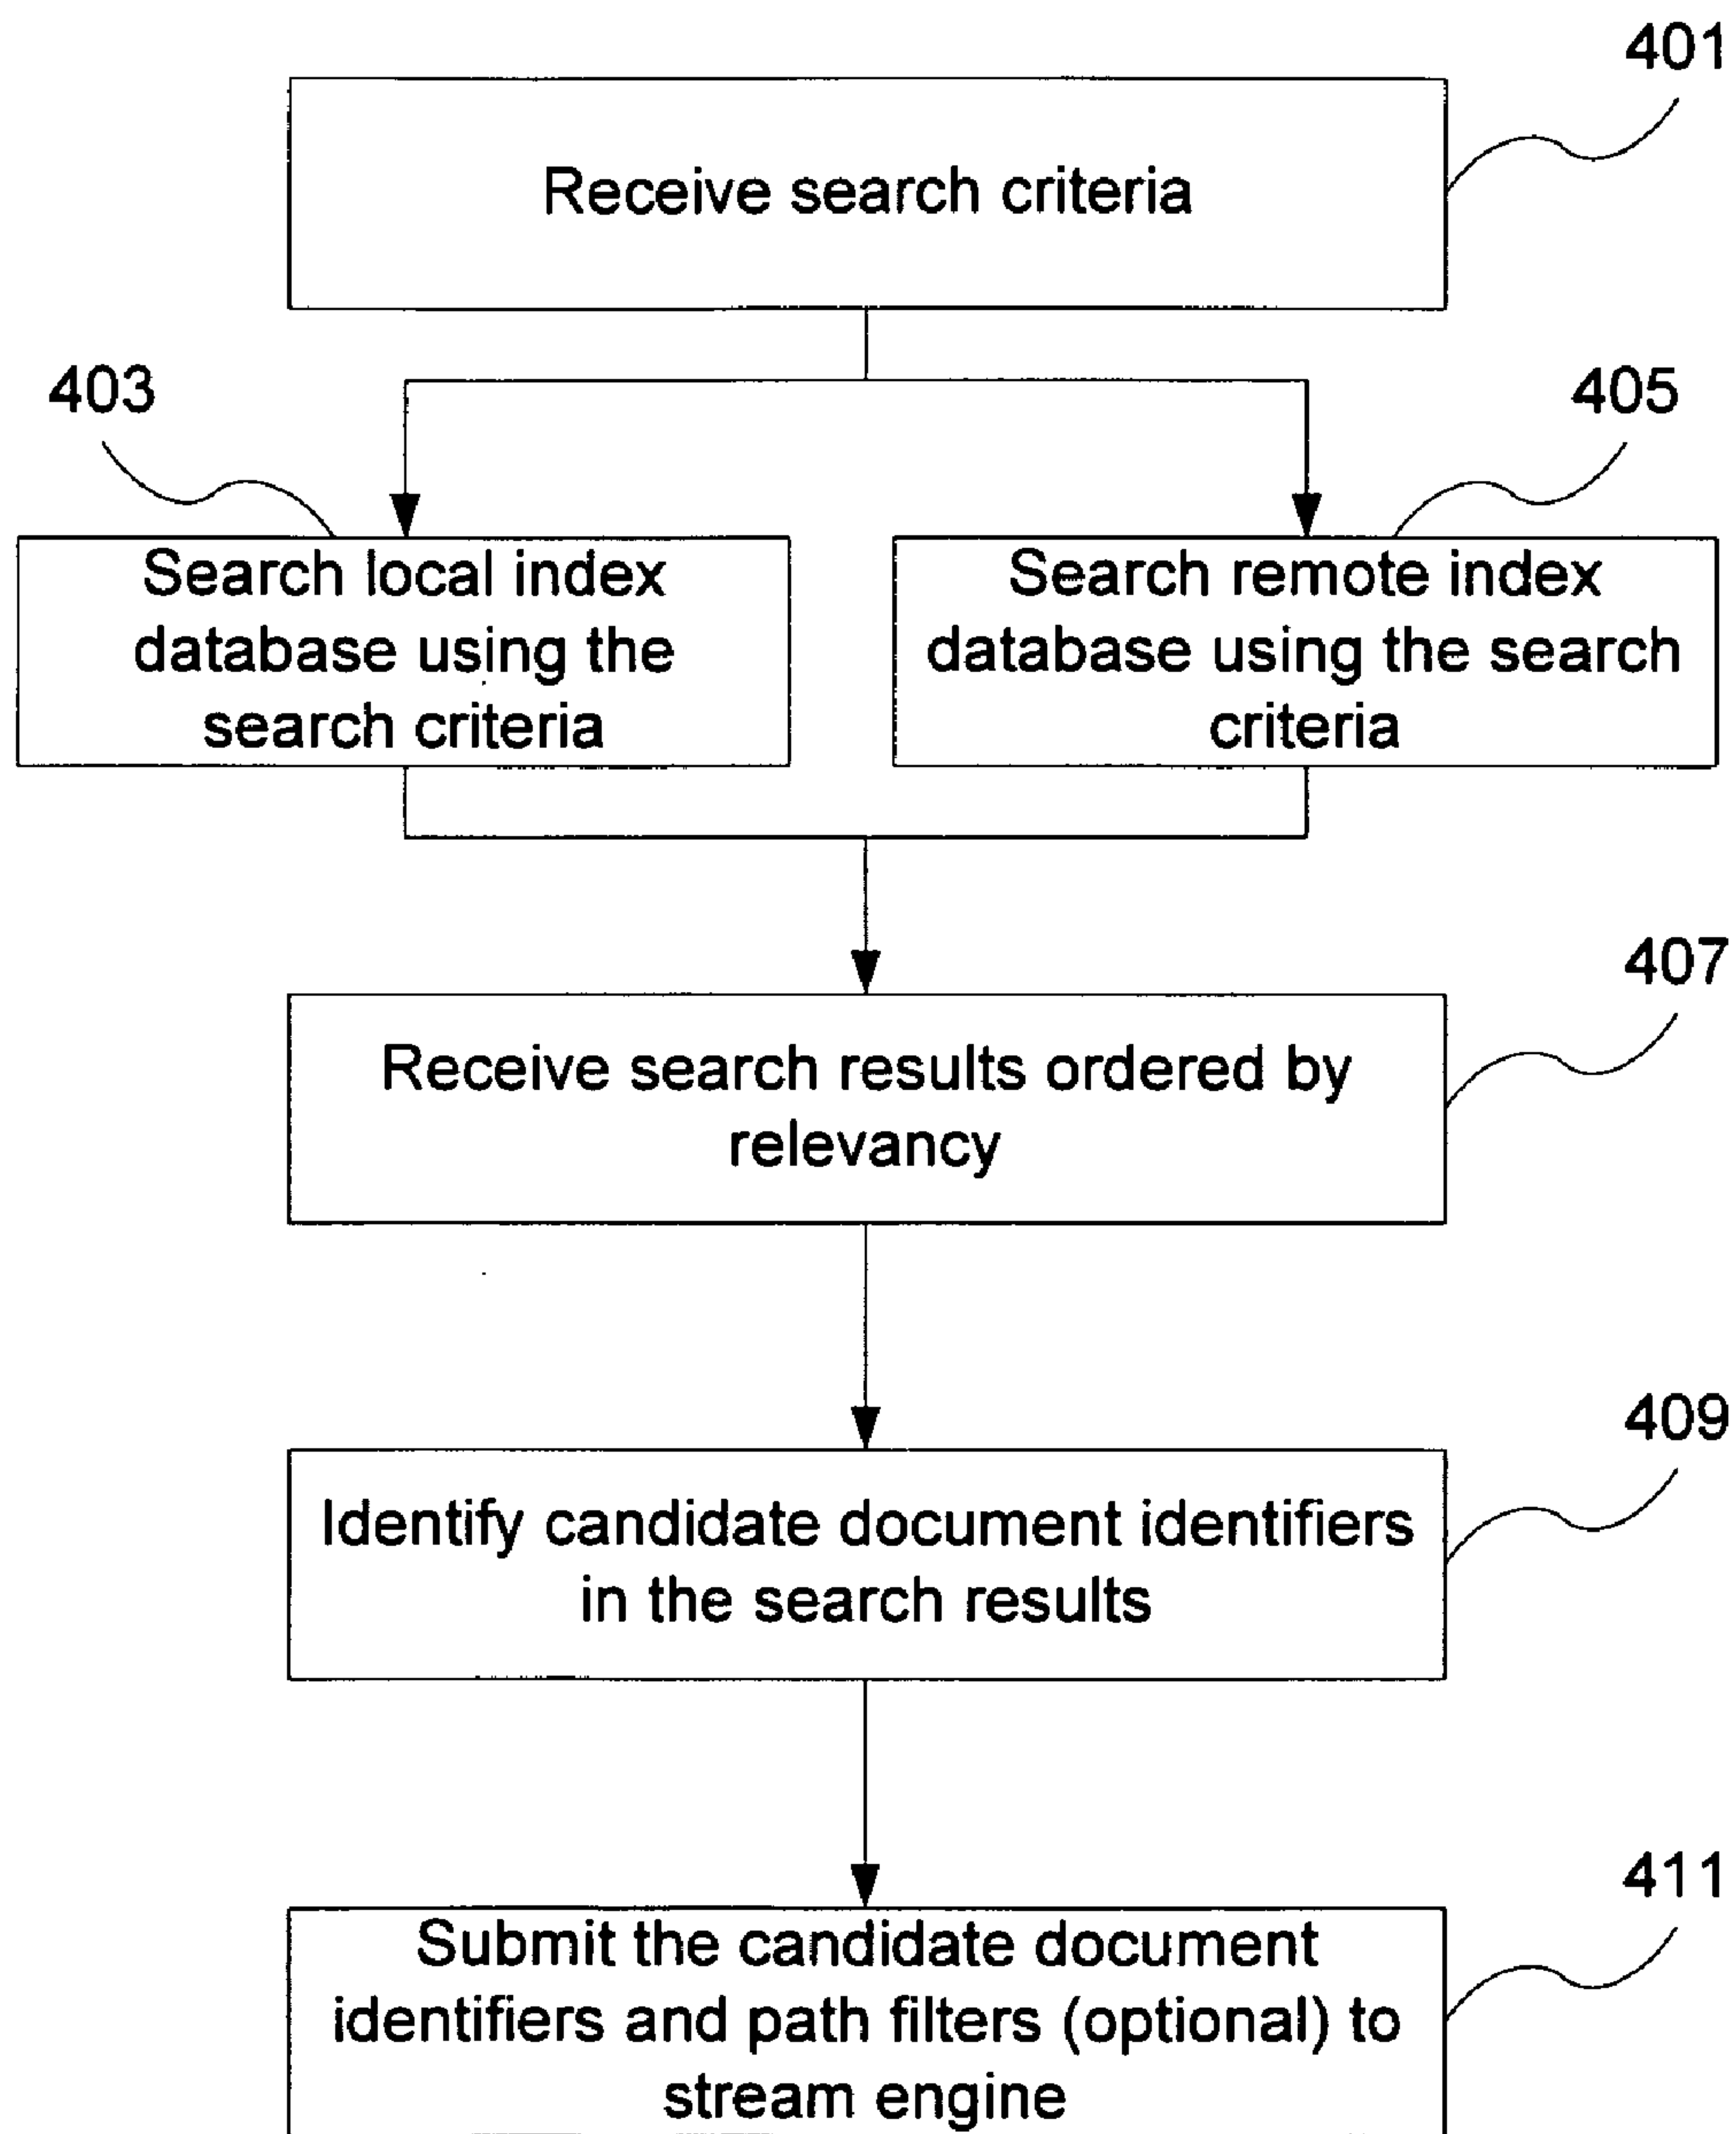 401
Receive search criteria
403
405
Search local index
database using the
search criteria
Search remote index
database using the search
criteria
407
Receive search results ordered by
relevancy
409
Identify candidate document identifiers
in the search results
411
Submit the candidate document
identifiers and path filters (optional) to
stream engine